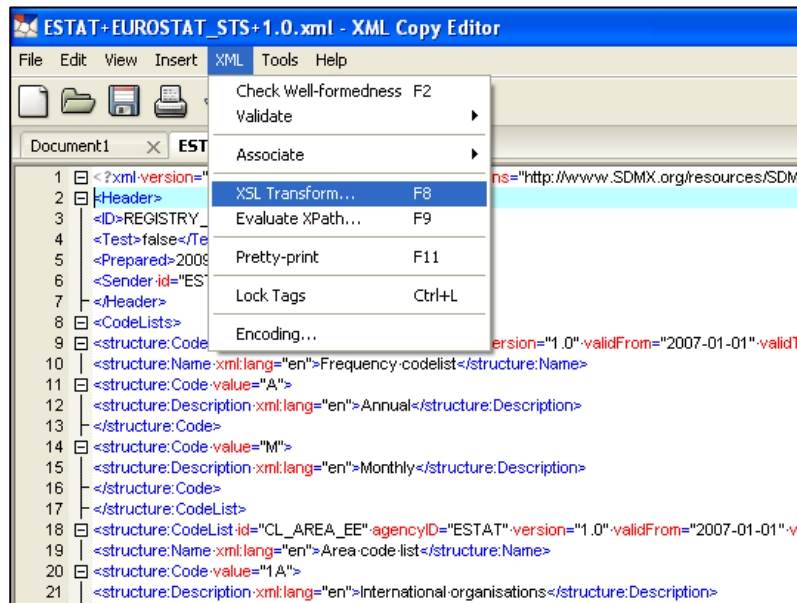 ESTAT+EUROSTAT_STS+1.0.xml - XML Copy Editor
File Edit View Insert XML Tools Help
Check Well-formedness F2
Validate
Document1 EST
Associate
1 <?xml·version=" ns="http://www.SDMX.org/resources/SDM
XSL Transform... F8
2 <Header>
3 <ID>REGISTRY_
Evaluate XPath... F9
4 <Test>false</Te
5 <Prepared>2009
Pretty-print F11
6 <Sender·id="ES
7 </Header>
Lock Tags Ctrl+L
8 <CodeLists>
Encoding...
9 <structure:Code ersion="1.0"·validFrom="2007-01-01"·validT
10 <structure:Name·xml:lang="en">Frequency·codelist</structure:Name>
11 <structure:Code·value="A">
12 <structure:Description·xml:lang="en">Annual</structure:Description>
13 </structure:Code>
14 <structure:Code·value="M">
15 <structure:Description·xml:lang="en">Monthly</structure:Description>
16 </structure:Code>
17 </structure:CodeList>
18 <structure:CodeList·id="CL_AREA_EE"·agencyID="ESTAT"·version="1.0"·validFrom="2007-01-01"·v
19 <structure:Name·xml:lang="en">Area·code·list</structure:Name>
20 <structure:Code·value="1A">
21 <structure:Description·xml:lang="en">International·organisations</structure:Description>